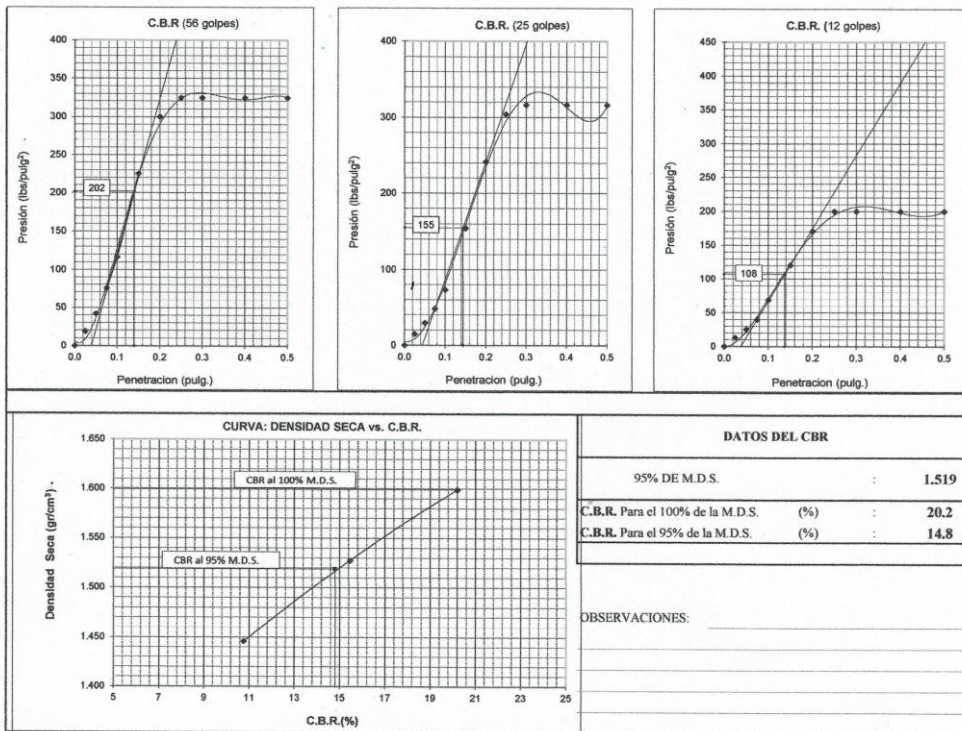 C.B.R (56 golpes)
400
350
300
250
200
150
100
50
0
202
Presión (lbs/pulg²)
0.0 0.1 0.2 0.3 0.4 0.5
Penetracion (pulg.)
C.B.R. (25 golpes)
400
350
300
250
200
150
100
50
0
155
Presión (lbs/pulg²)
0.0 0.1 0.2 0.3 0.4 0.5
Penetracion (pulg.)
C.B.R. (12 golpes)
450
400
350
300
250
200
150
100
50
0
108
Presión (lbs/pulg²)
0.0 0.1 0.2 0.3 0.4 0.5
Penetracion (pulg.)
CURVA: DENSIDAD SECA vs. C.B.R.
1.650
1.600
1.550
1.500
1.450
1.400
Densidad Seca (gr/cm³)
CBR al 100% M.D.S.
CBR al 95% M.D.S.
5 7 9 11 13 15 17 19 21 23 25
C.B.R.(%)
DATOS DEL CBR
95% DE M.D.S. : 1.519
C.B.R. Para el 100% de la M.D.S. (%) : 20.2
C.B.R. Para el 95% de la M.D.S. (%) : 14.8
OBSERVACIONES: